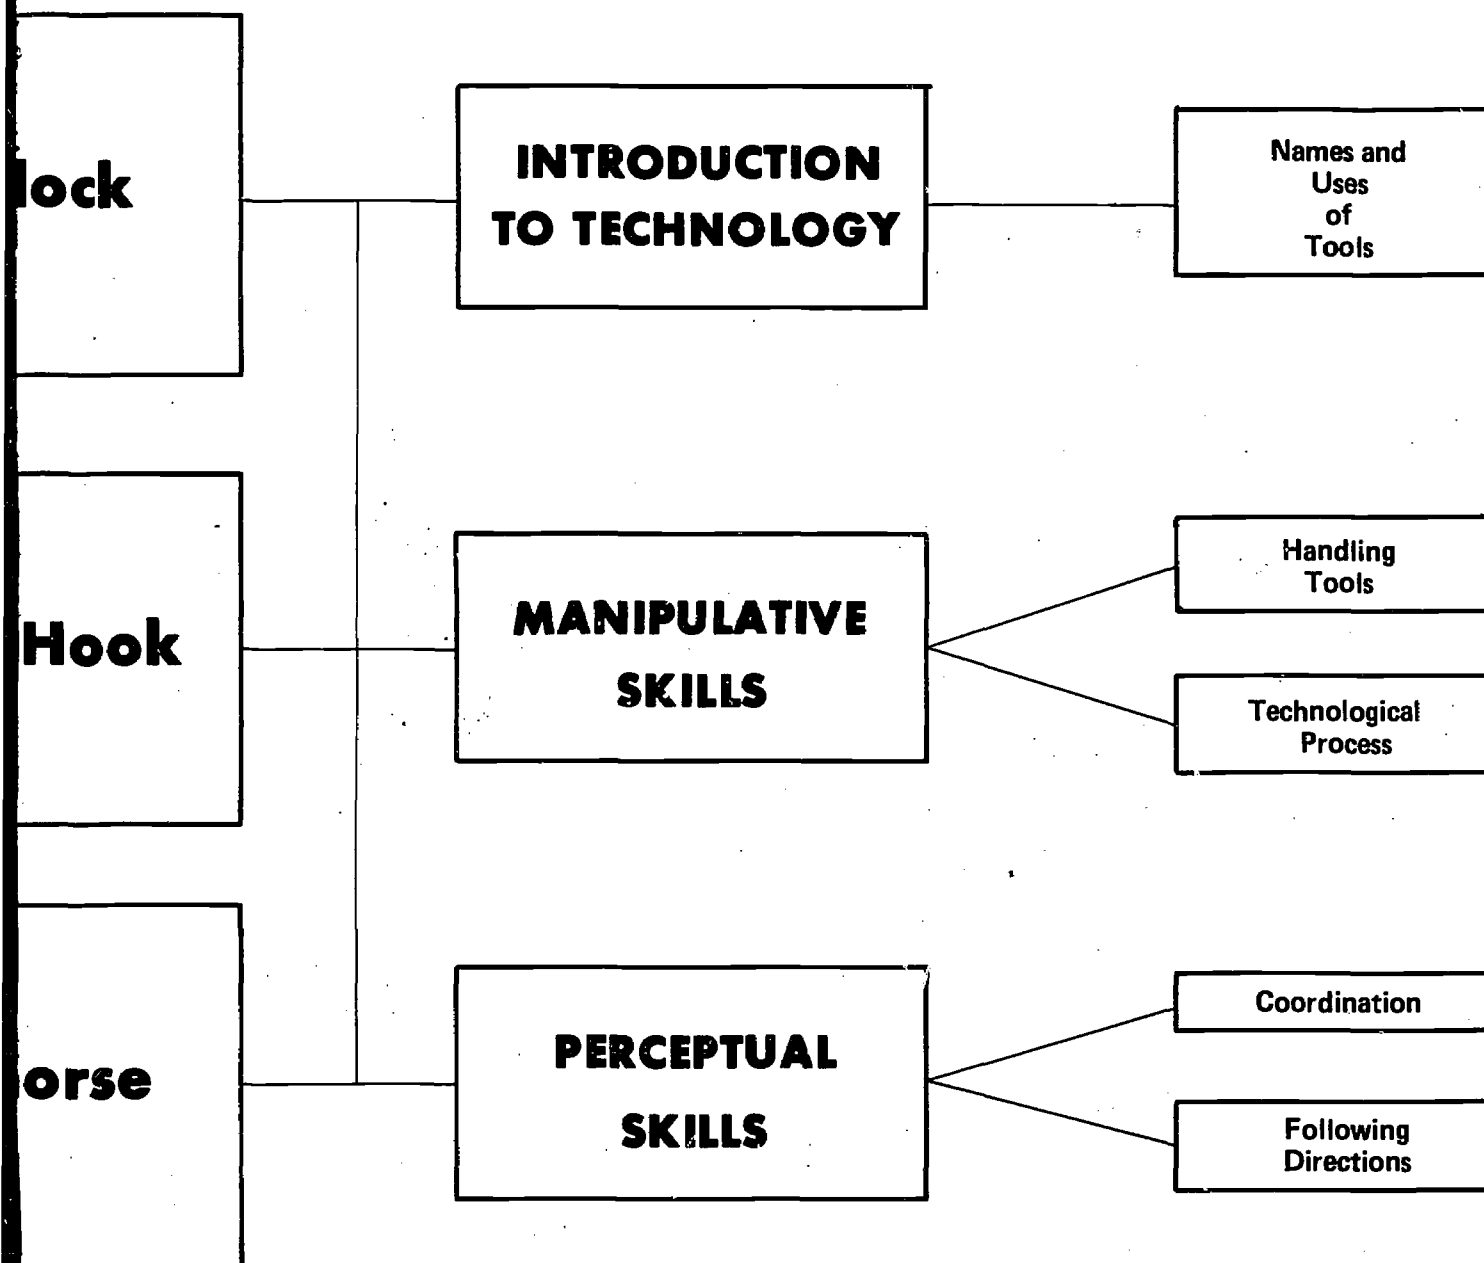 lock
INTRODUCTION
TO TECHNOLOGY
Names and
Uses
of
Tools
Hook
MANIPULATIVE
SKILLS
Handling
Tools
Technological
Process
orse
PERCEPTUAL
SKILLS
Coordination
Following
Directions